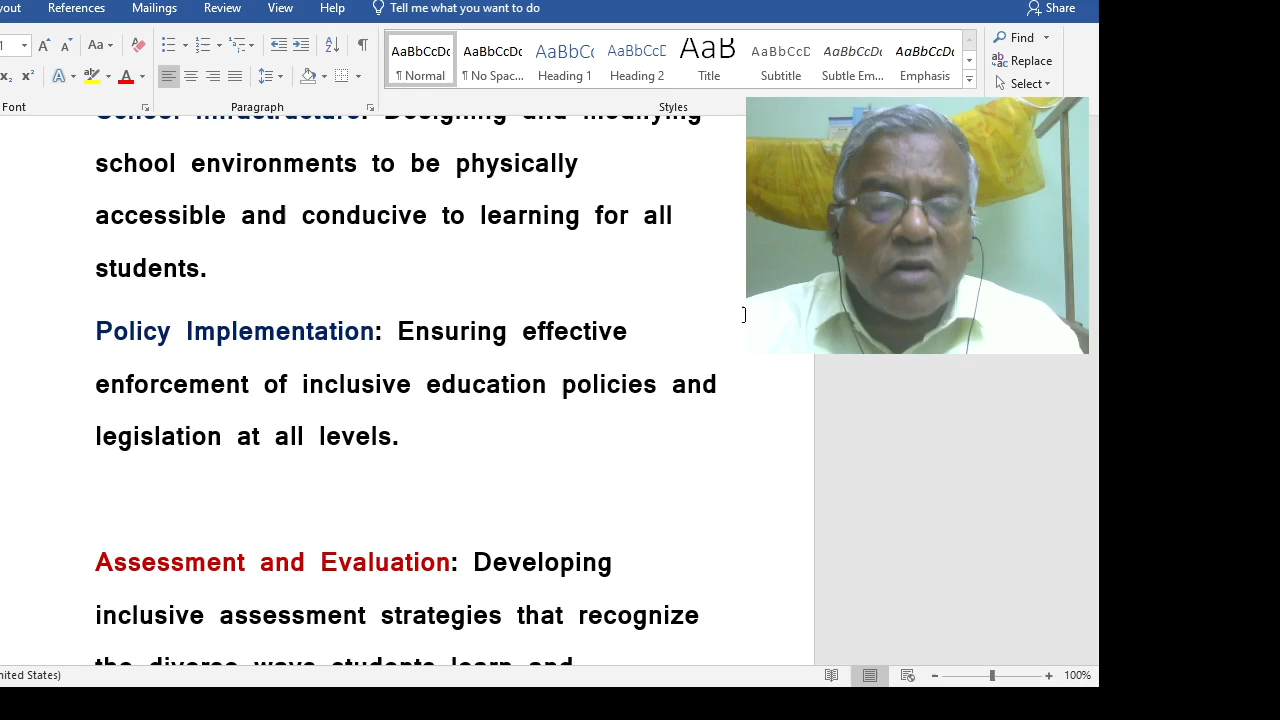 yout References Mailings Review View Help Tell me what you want to do Share
Aa
AaBbCcDc AaBbCcDc AaBbCc AaBbCcD AaB AaBbCcD AaBbCcDc AaBbCcDc
¶ Normal ¶ No Spac... Heading 1 Heading 2 Title Subtitle Subtle Em... Emphasis
Find
Replace
Select
Font Paragraph Styles
School Infrastructure: Designing and modifying
school environments to be physically
accessible and conducive to learning for all
students.
Policy Implementation: Ensuring effective
enforcement of inclusive education policies and
legislation at all levels.
Assessment and Evaluation: Developing
inclusive assessment strategies that recognize
the diverse ways students learn and
nited States) 100%